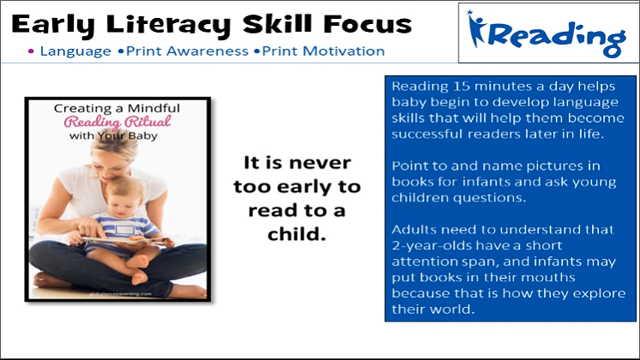 Early Literacy Skill Focus
• Language •Print Awareness •Print Motivation
iReading
Creating a Mindful
Reading Ritual
with Your Baby
It is never
too early to
read to a
child.
Reading 15 minutes a day helps
baby begin to develop language
skills that will help them become
successful readers later in life.
Point to and name pictures in
books for infants and ask young
children questions.
Adults need to understand that
2-year-olds have a short
attention span, and infants may
put books in their mouths
because that is how they explore
their world.